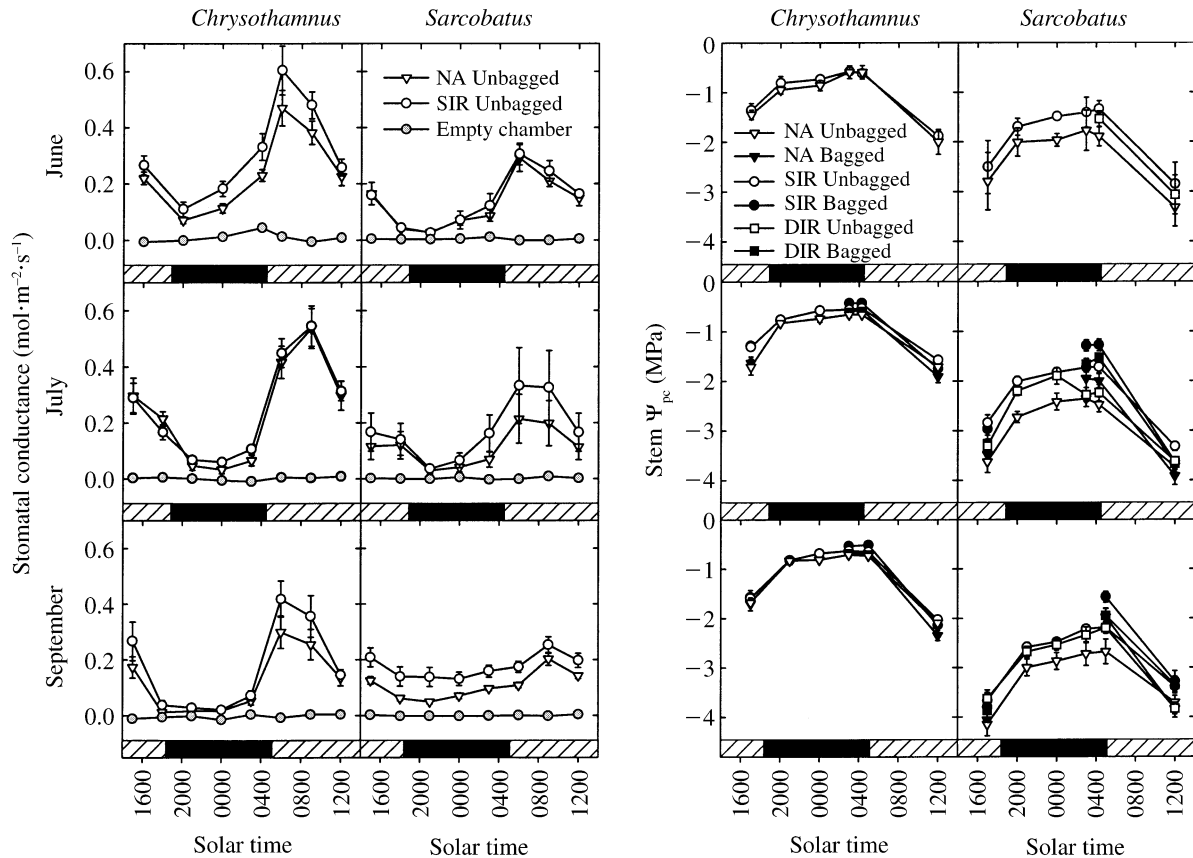 Chrysothamnus
Sarcobatus
NA Unbagged
SIR Unbagged
Empty chamber
Stomatal conductance (mol·m⁻²·s⁻¹)
June
0.6
0.4
0.2
0.0
July
0.6
0.4
0.2
0.0
September
0.6
0.4
0.2
0.0
1600
2000
0000
0400
1200
1600
2000
0000
0400
1200
Solar time
Solar time
Chrysothamnus
Sarcobatus
NA Unbagged
NA Bagged
SIR Unbagged
SIR Bagged
DIR Unbagged
DIR Bagged
Stem Ψpc (MPa)
0
−1
−2
−3
−4
0
−1
−2
−3
−4
0
−1
−2
−3
−4
1600
2000
0000
0400
1200
1600
2000
0000
0400
1200
Solar time
Solar time